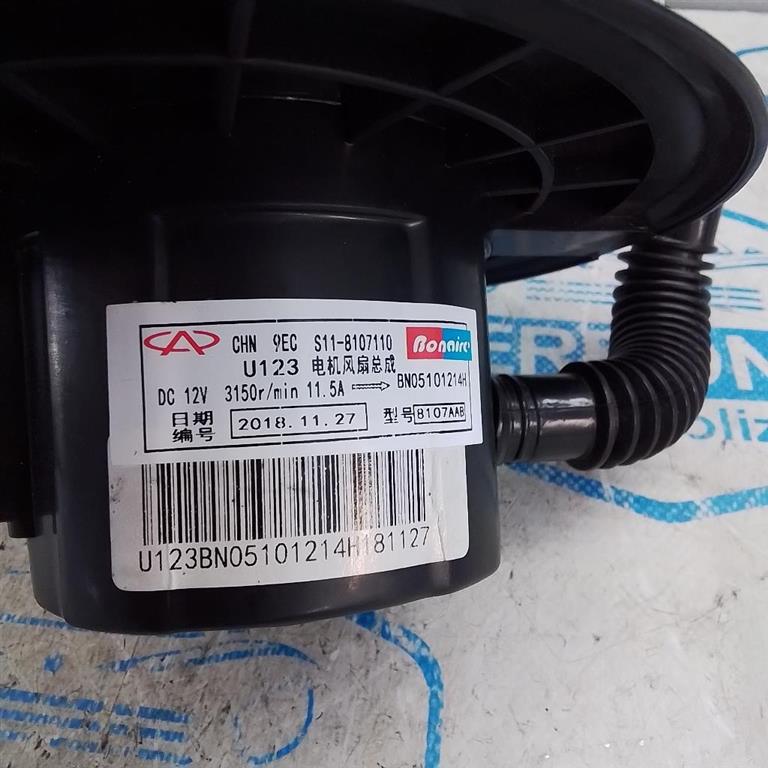 CHN 9EC S11-8107110 Bonaire
U123 电机风扇总成
DC 12V 3150r/min 11.5A BN05101214H
日期 编号 2018.11.27 型号 8107AAB
U123BN05101214H181127